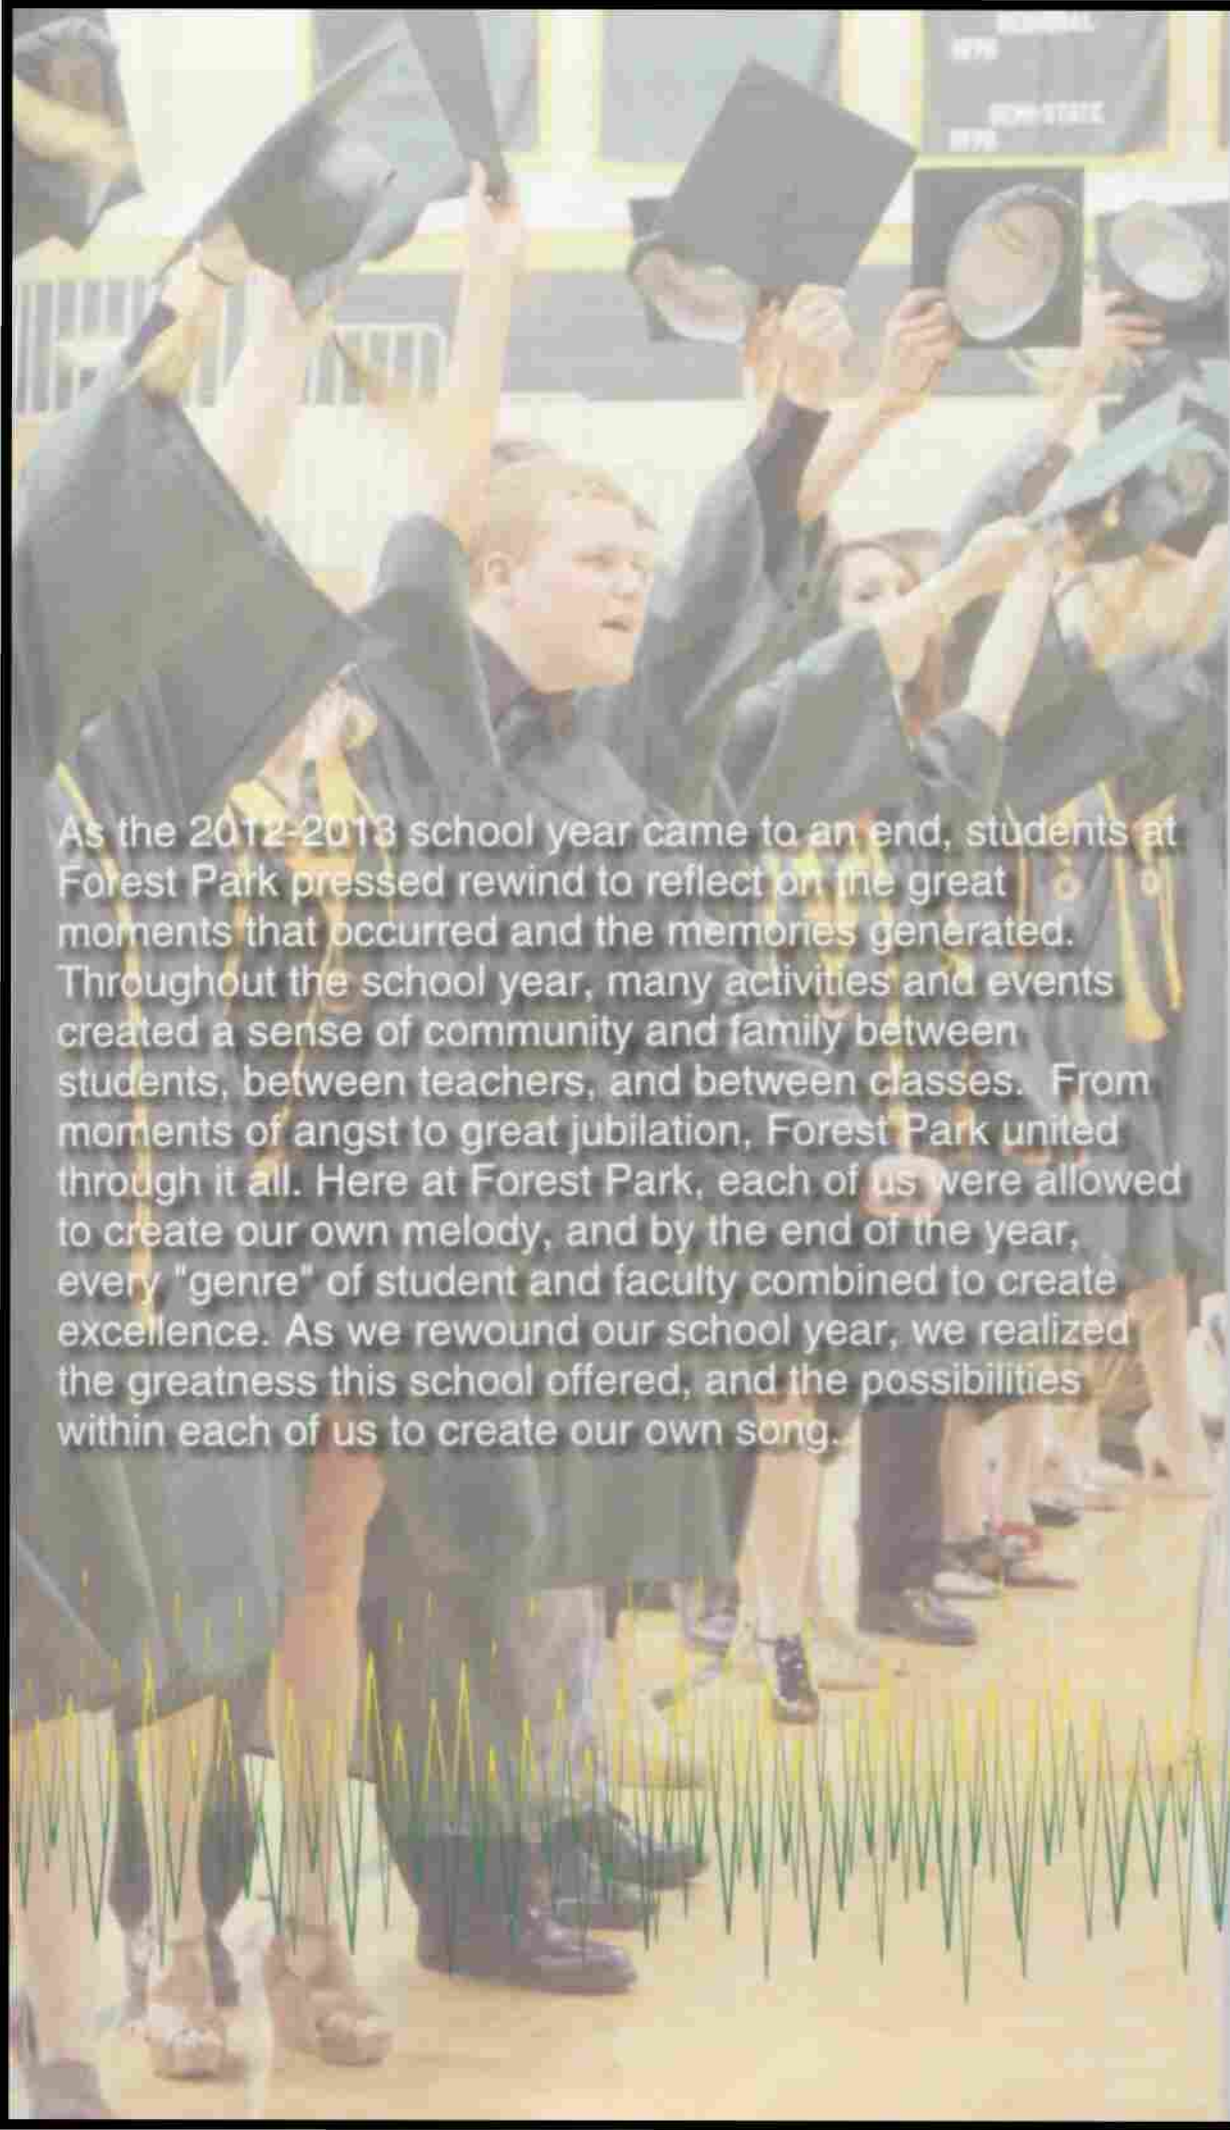 1976
SEMI-STATE
As the 2012-2013 school year came to an end, students at
Forest Park pressed rewind to reflect on the great
moments that occurred and the memories generated.
Throughout the school year, many activities and events
created a sense of community and family between
students, between teachers, and between classes.  From
moments of angst to great jubilation, Forest Park united
through it all. Here at Forest Park, each of us were allowed
to create our own melody, and by the end of the year,
every "genre" of student and faculty combined to create
excellence. As we rewound our school year, we realized
the greatness this school offered, and the possibilities
within each of us to create our own song.